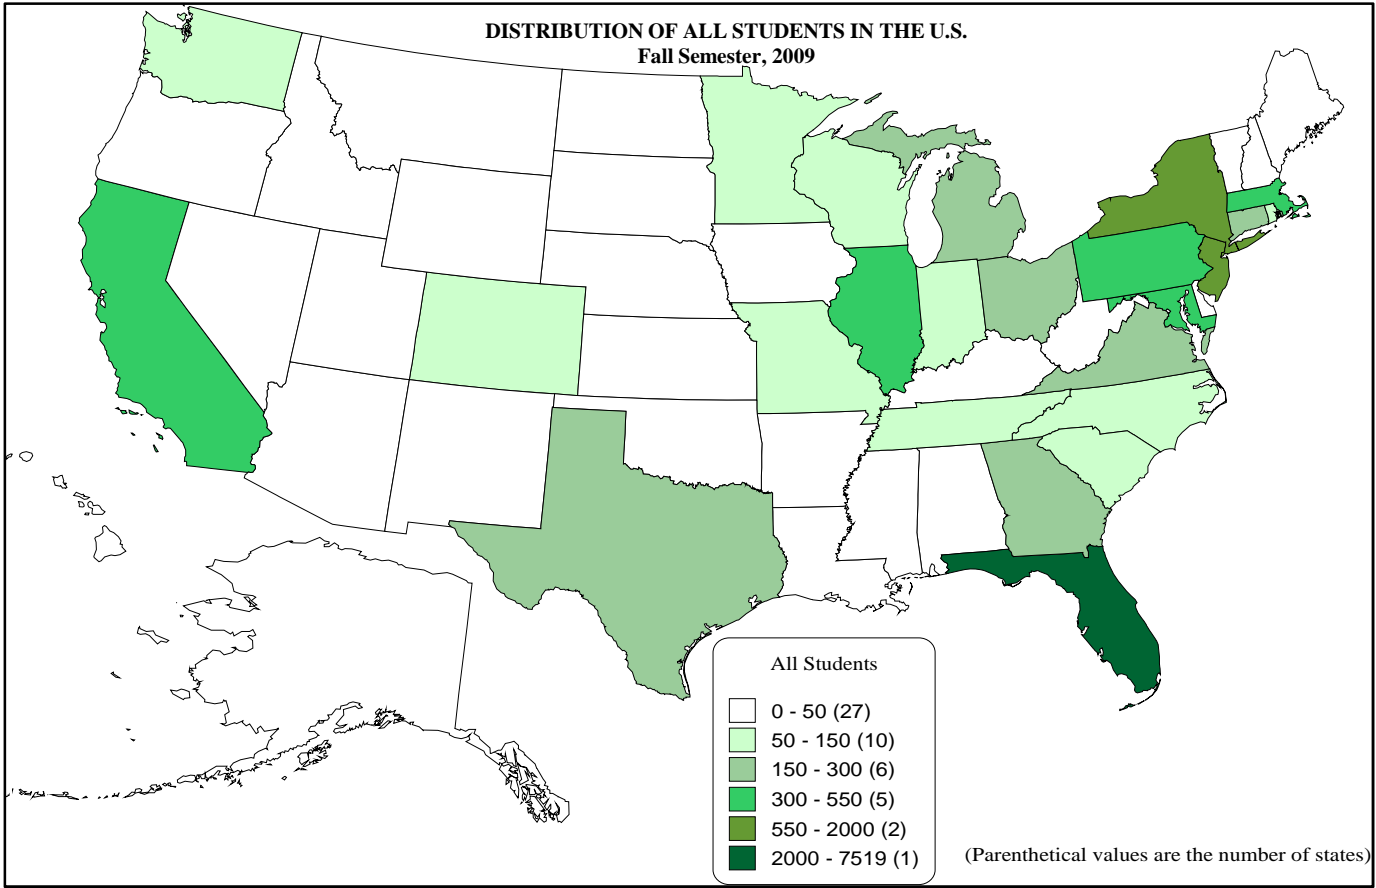 DISTRIBUTION OF ALL STUDENTS IN THE U.S.
Fall Semester, 2009
All Students
0 - 50 (27)
50 - 150 (10)
150 - 300 (6)
300 - 550 (5)
550 - 2000 (2)
2000 - 7519 (1)
(Parenthetical values are the number of states)